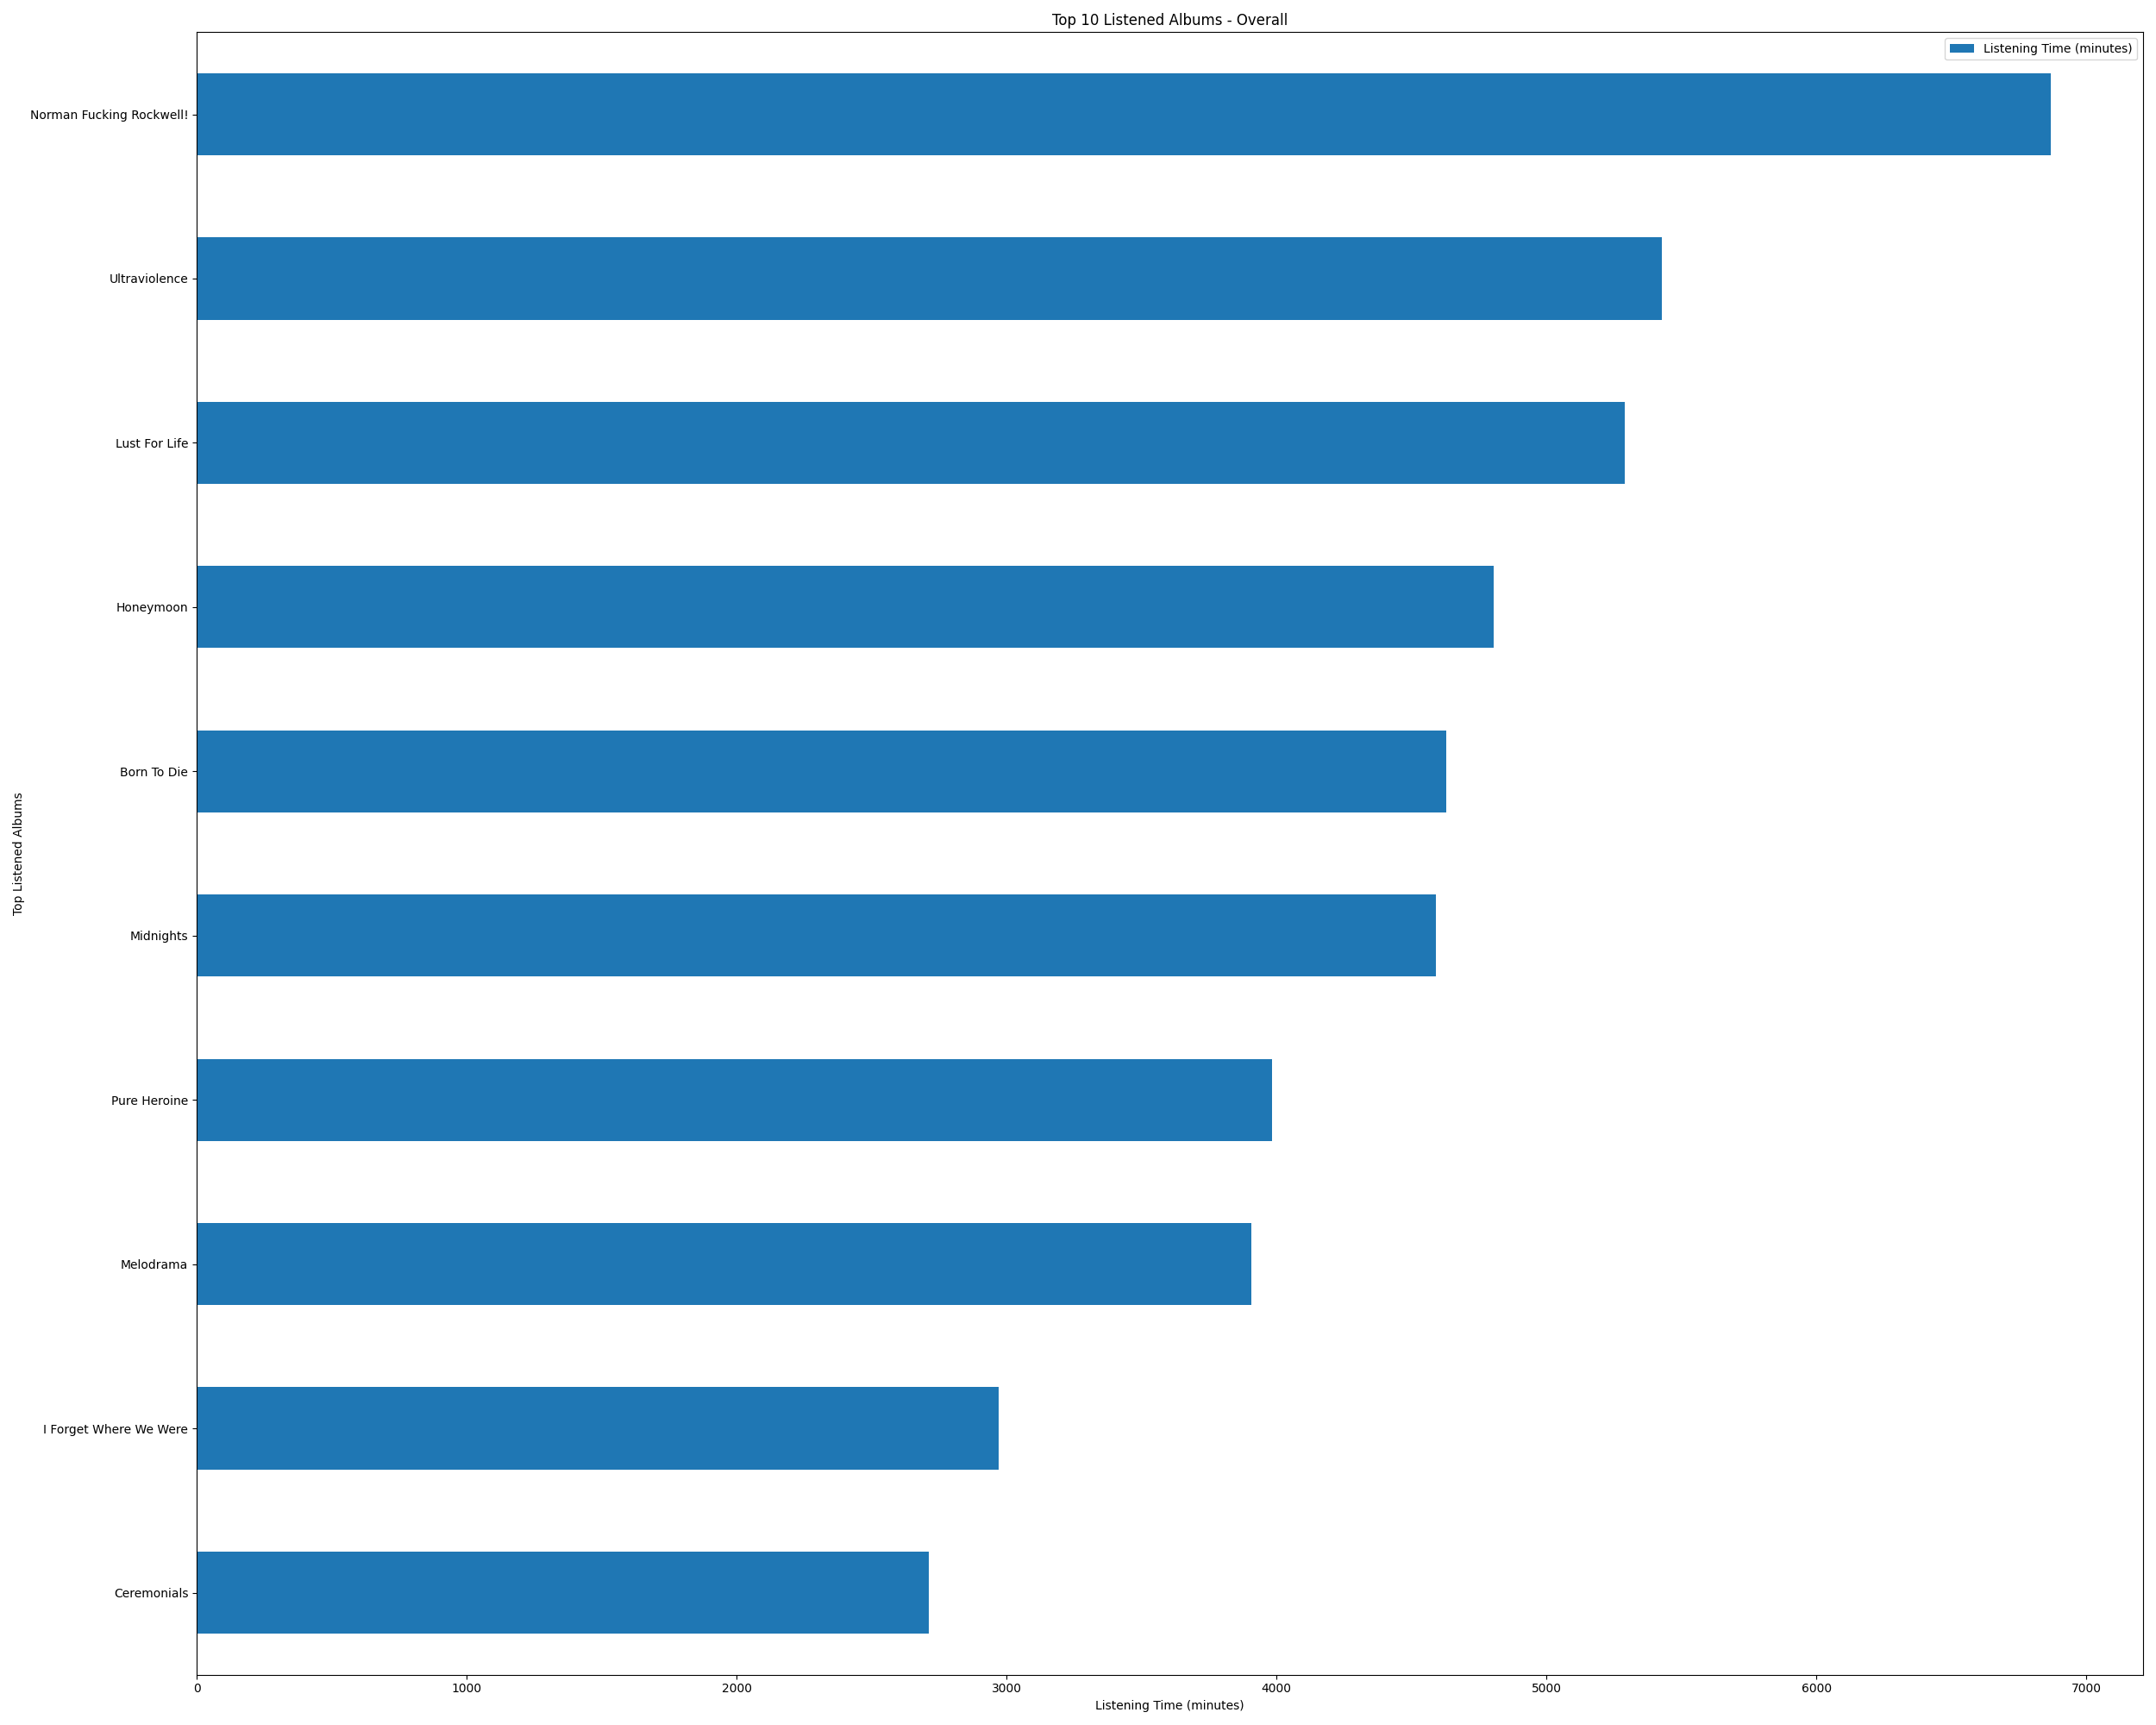 Top 10 Listened Albums - Overall
Listening Time (minutes)
Norman Fucking Rockwell!
Ultraviolence
Lust For Life
Honeymoon
Born To Die
Midnights
Pure Heroine
Melodrama
I Forget Where We Were
Ceremonials
Top Listened Albums
0 1000 2000 3000 4000 5000 6000 7000
Listening Time (minutes)